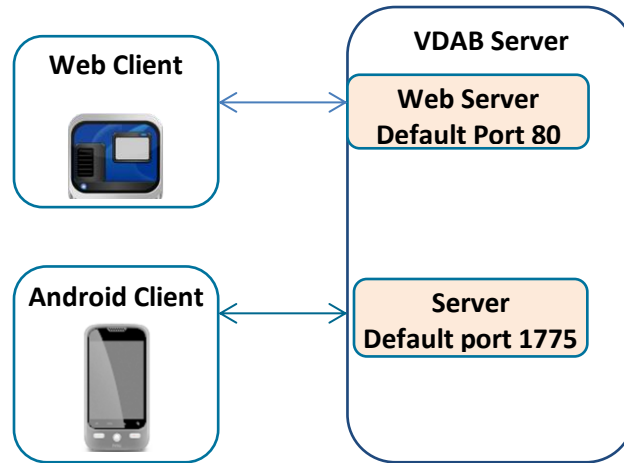 VDAB Server
Web Client
Web Server
Default Port 80
Android Client
Server
Default port 1775